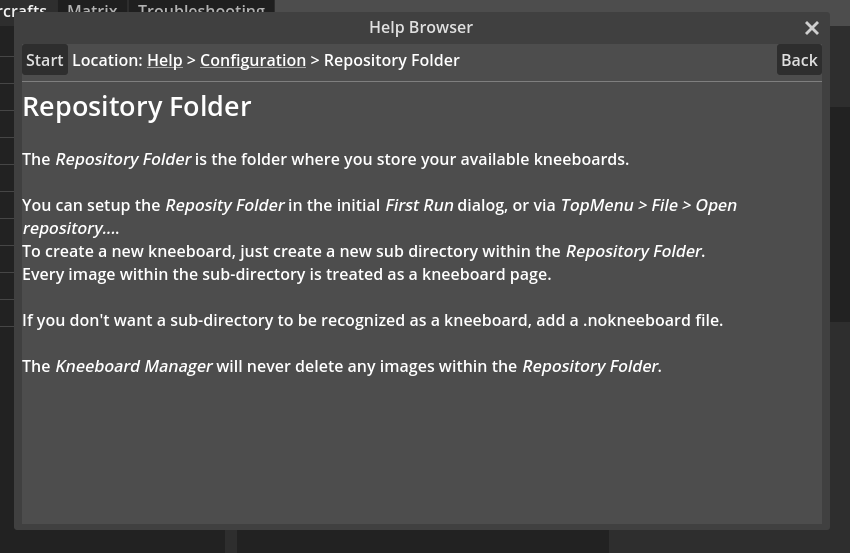 rcrafts Matrix Troubleshooting
Help Browser
Start Location: Help > Configuration > Repository Folder Back
Repository Folder
The Repository Folder is the folder where you store your available kneeboards.
You can setup the Reposity Folder in the initial First Run dialog, or via TopMenu > File > Open
repository....
To create a new kneeboard, just create a new sub directory within the Repository Folder.
Every image within the sub-directory is treated as a kneeboard page.
If you don't want a sub-directory to be recognized as a kneeboard, add a .nokneeboard file.
The Kneeboard Manager will never delete any images within the Repository Folder.